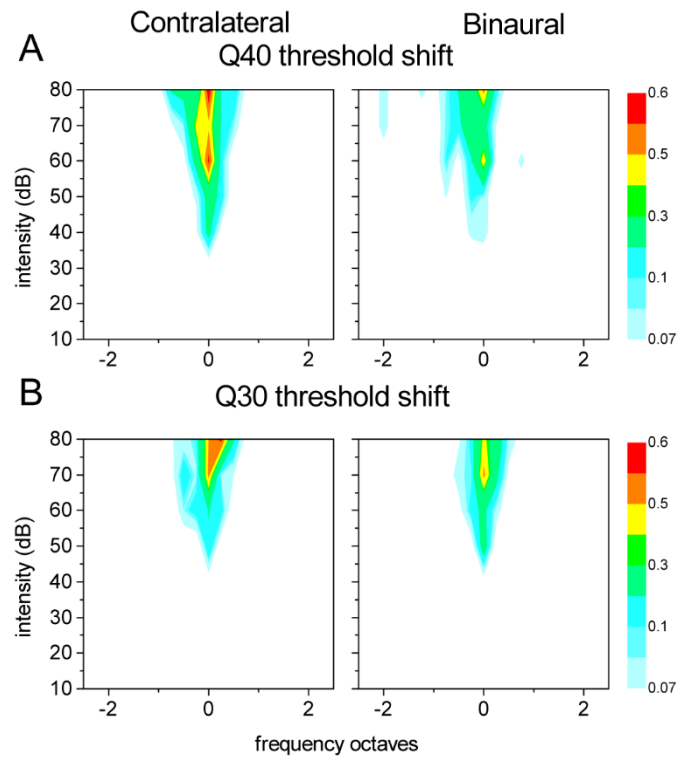 Contralateral Binaural
A Q40 threshold shift
80 0.6
70
60 0.5
50
40 0.3
30 0.1
20
10 0.07
intensity (dB)
-2 0 2 -2 0 2
B Q30 threshold shift
80 0.6
70
60 0.5
50
40 0.3
30 0.1
20
10 0.07
intensity (dB)
-2 0 2 -2 0 2
frequency octaves